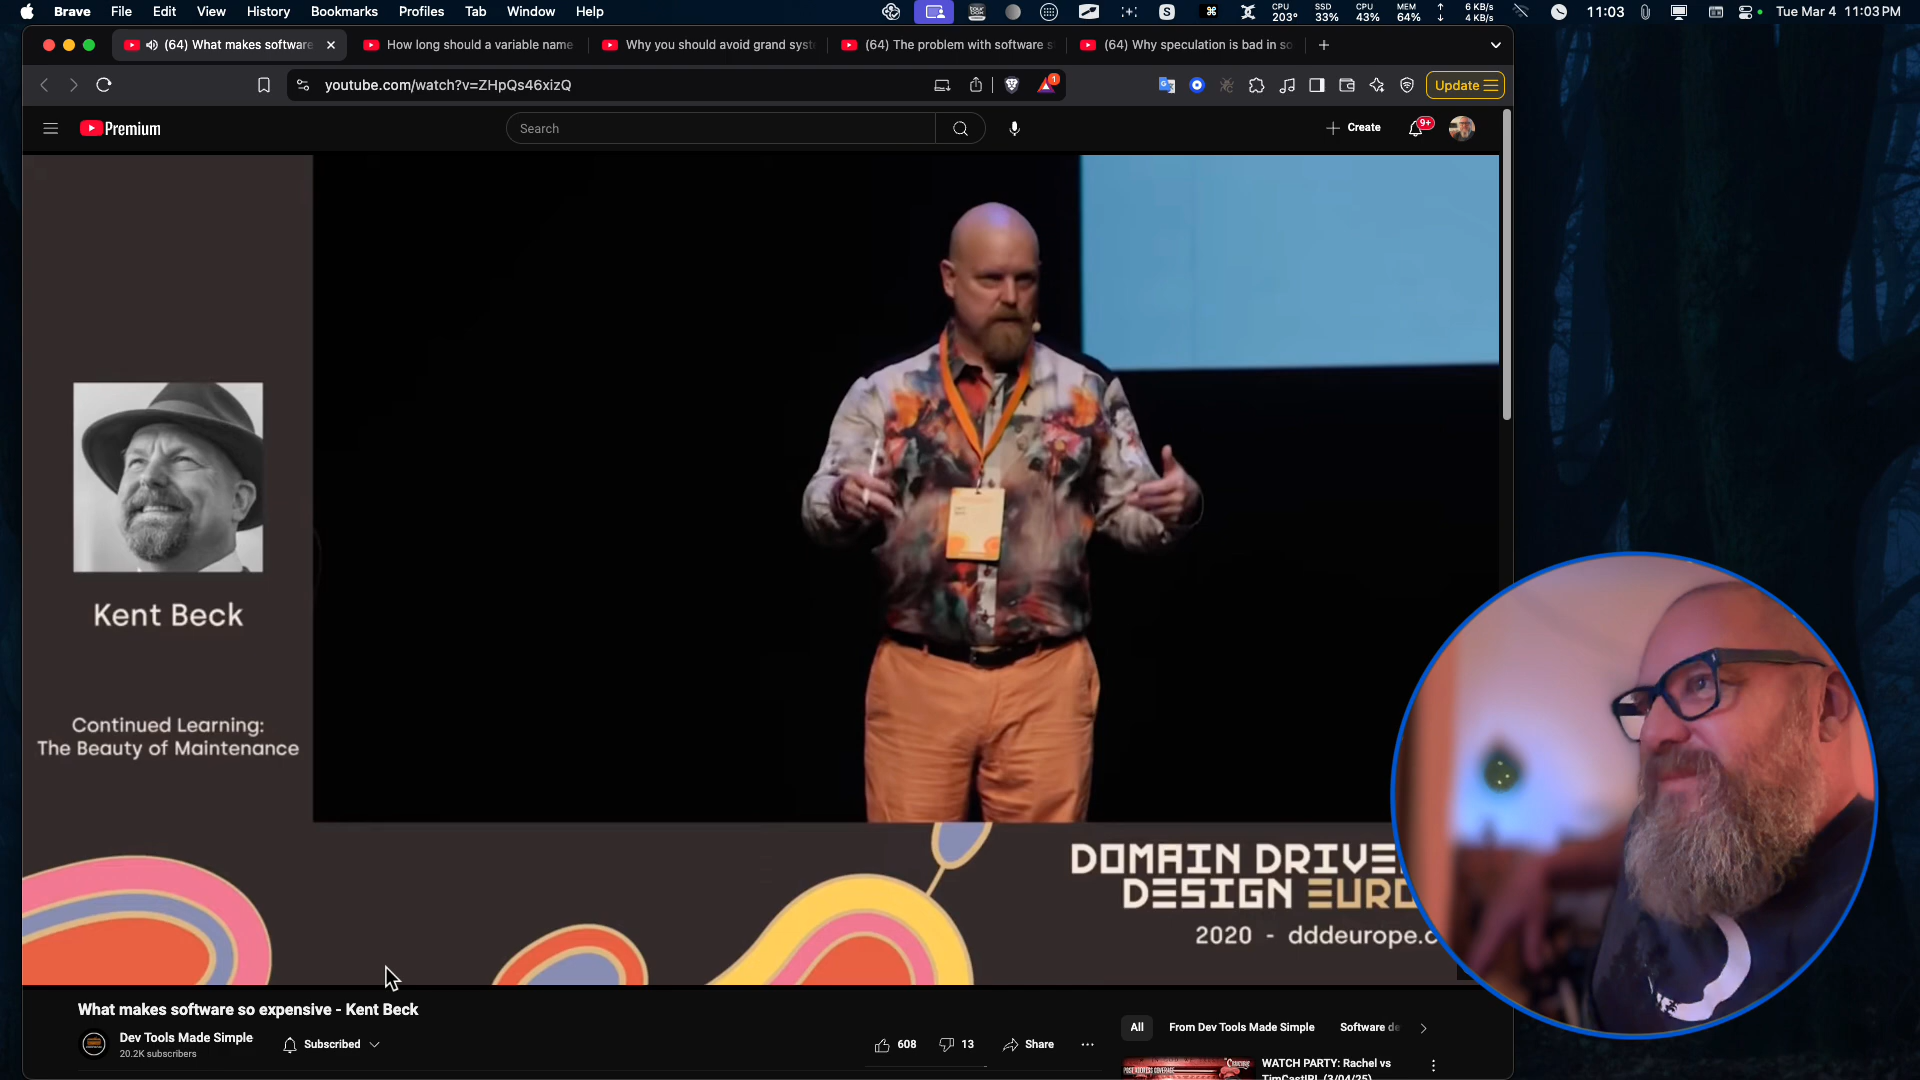 Brave File Edit View History Bookmarks Profiles Tab Window Help
CPU 203° SSD 33% CPU 43% MEM 64% 6 KB/s 4 KB/s 11:03 Tue Mar 4 11:03 PM
(64) What makes software
How long should a variable name
Why you should avoid grand syst
(64) The problem with software s
(64) Why speculation is bad in so
youtube.com/watch?v=ZHpQs46xizQ
1
Update
Premium
Search
Create
9+
Kent Beck
Continued Learning:
The Beauty of Maintenance
DOMAIN DRIVE
DESIGN EURO
2020 - dddeurope.c
What makes software so expensive - Kent Beck
Dev Tools Made Simple
20.2K subscribers
Subscribed
608
13
Share
All
From Dev Tools Made Simple
Software de
WATCH PARTY: Rachel vs
TimCastIRL (3/04/25)